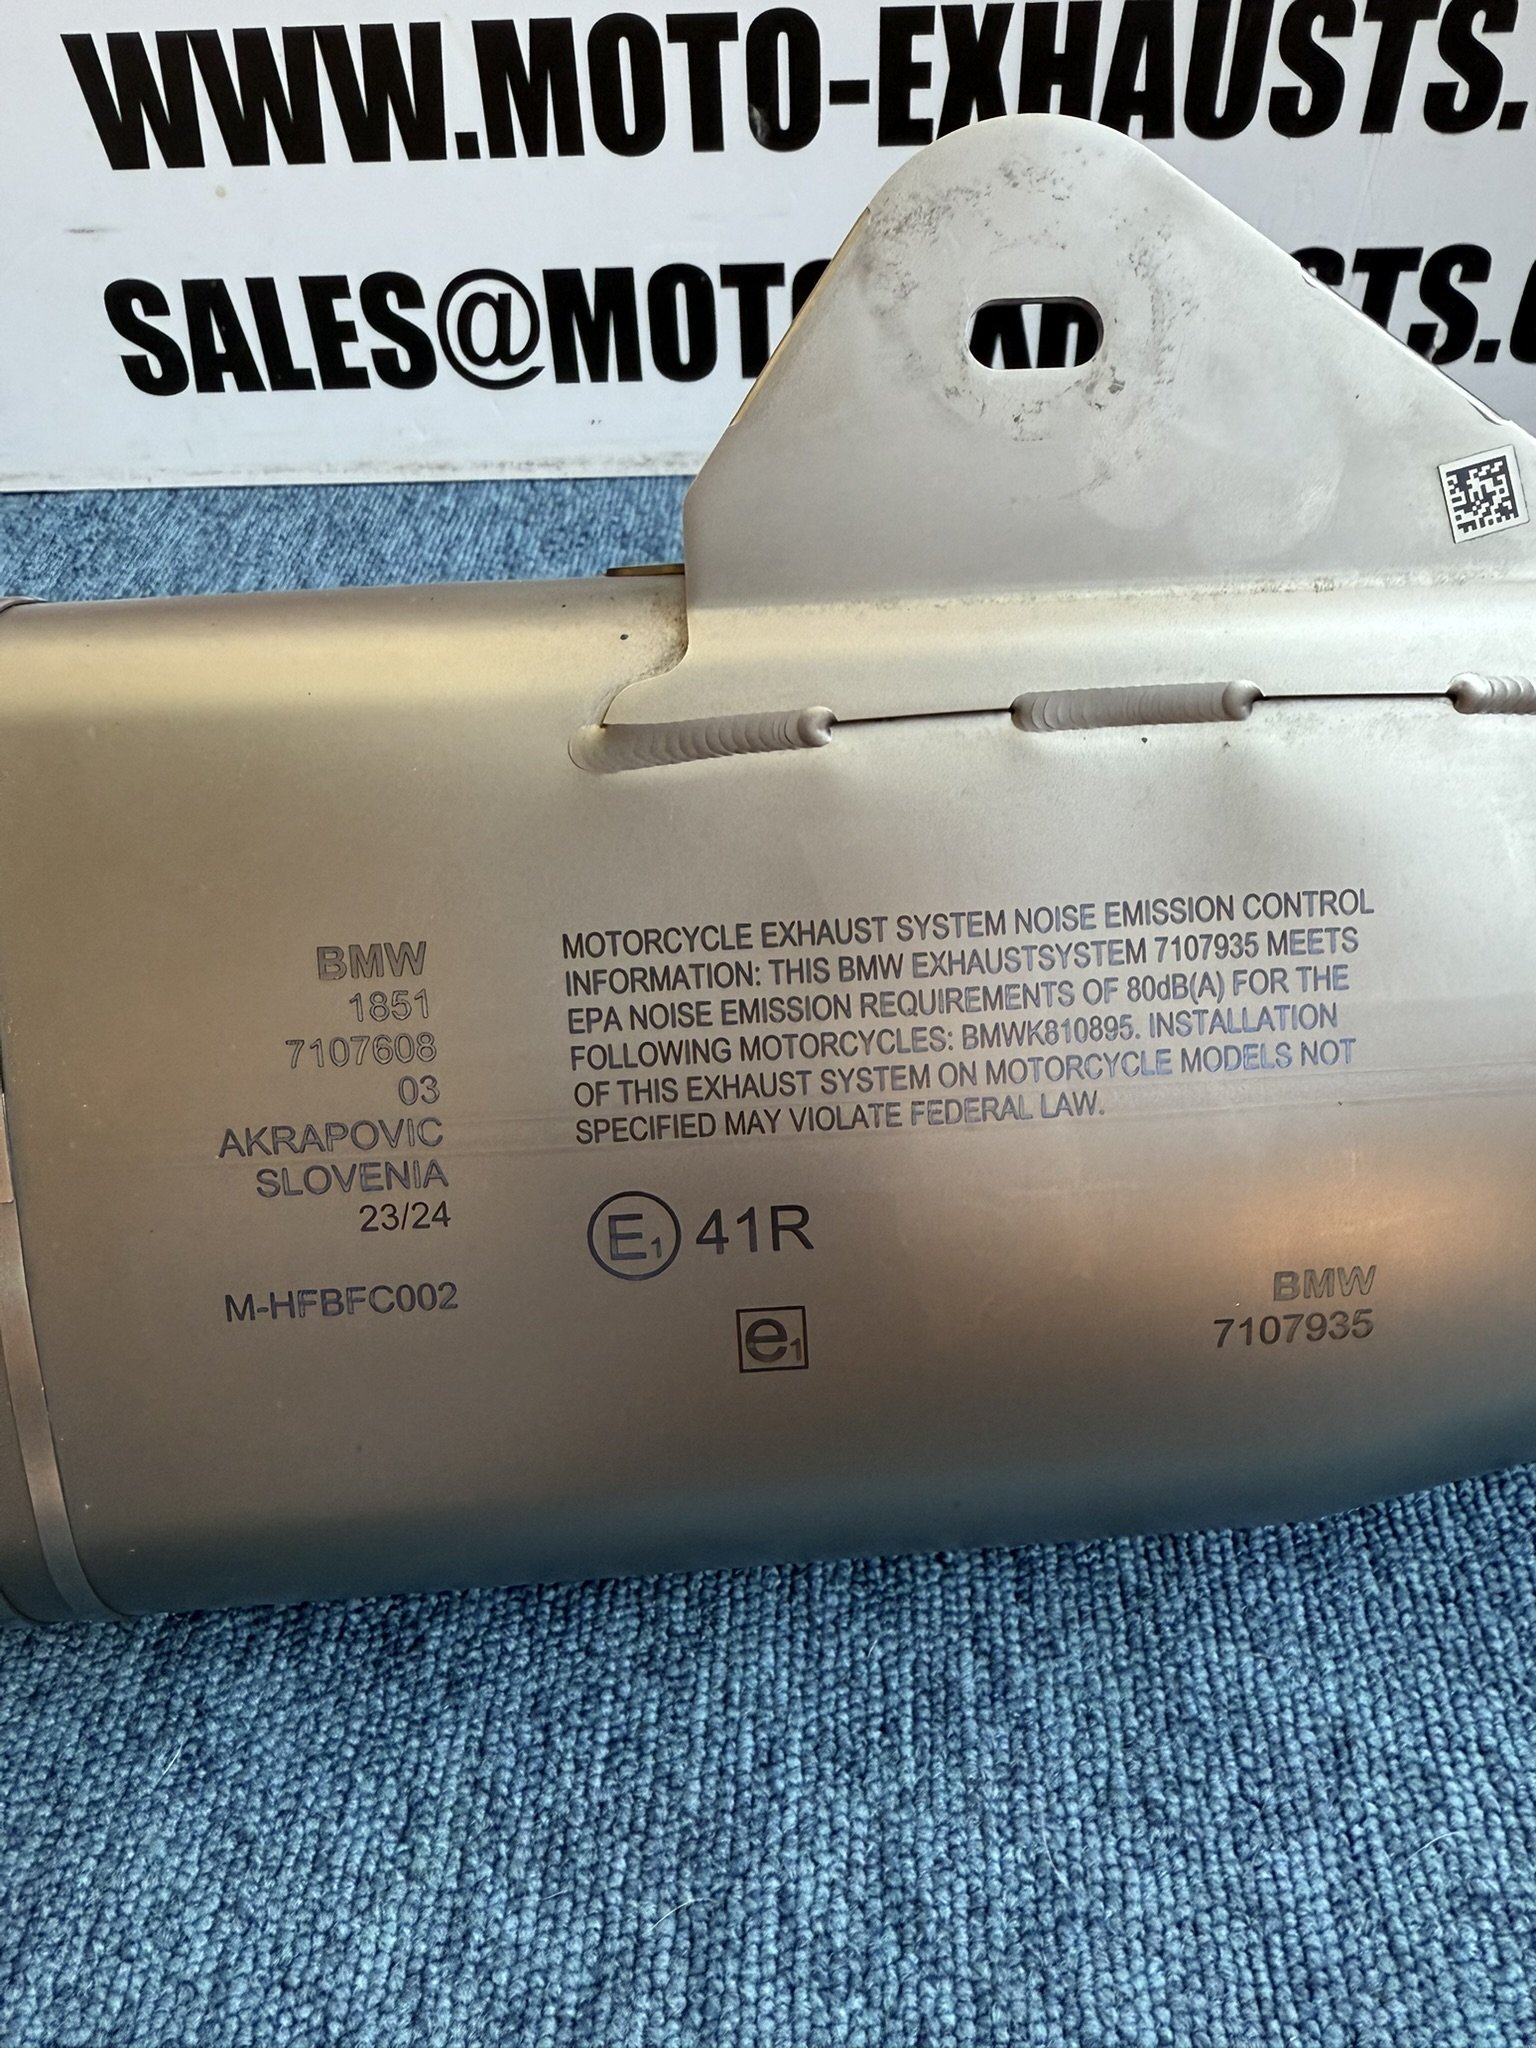 WWW.MOTO-EXHAUSTS.
SALES@MOTO
STS.
BMW
1851
7107608
03
AKRAPOVIC
SLOVENIA
23/24
M-HFBFC002
MOTORCYCLE EXHAUST SYSTEM NOISE EMISSION CONTROL
INFORMATION: THIS BMW EXHAUSTSYSTEM 7107935 MEETS
EPA NOISE EMISSION REQUIREMENTS OF 80dB(A) FOR THE
FOLLOWING MOTORCYCLES: BMWK810895. INSTALLATION
OF THIS EXHAUST SYSTEM ON MOTORCYCLE MODELS NOT
SPECIFIED MAY VIOLATE FEDERAL LAW.
E1 41R
e1
BMW
7107935